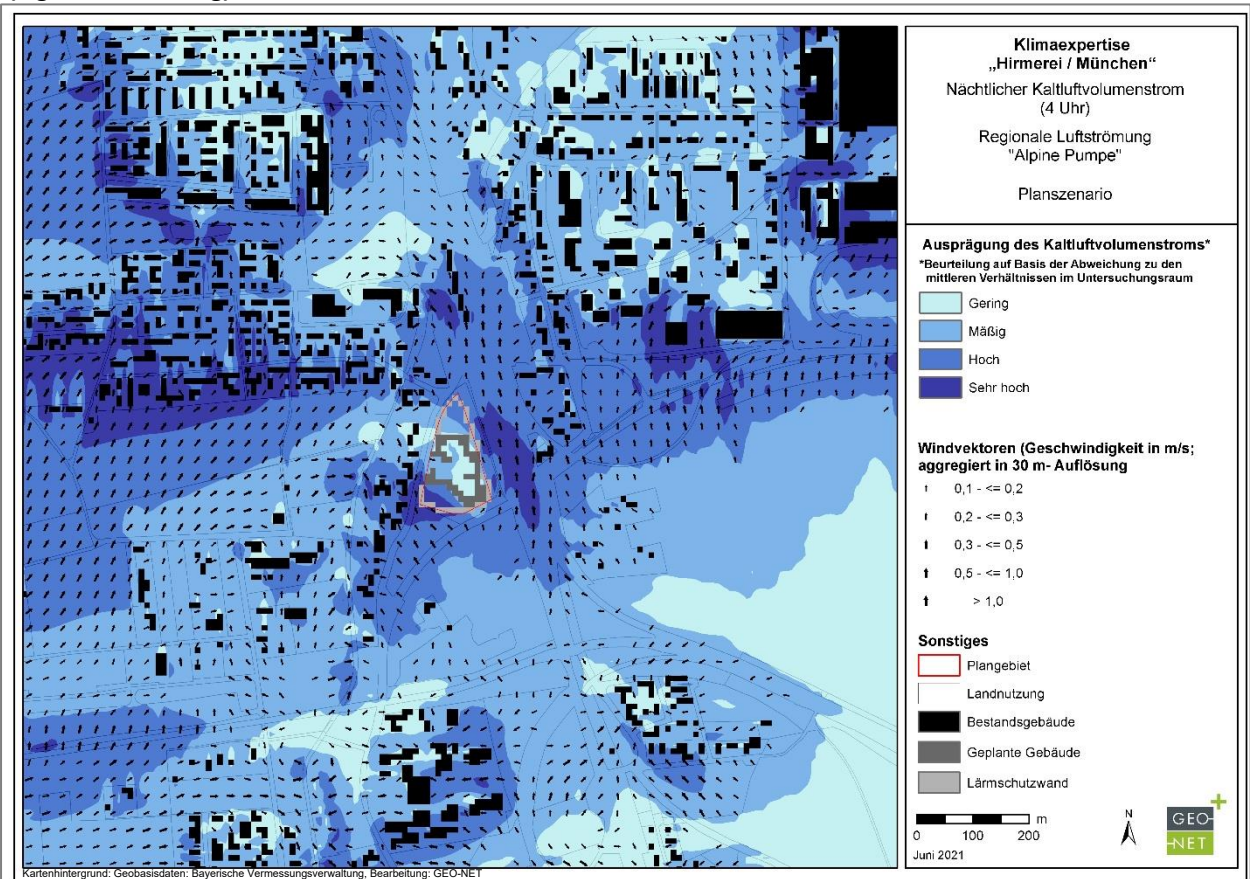 Klimaexpertise
„Hirmerei / München“
Nächtlicher Kaltluftvolumenstrom
(4 Uhr)
Regionale Luftströmung
"Alpine Pumpe"
Planszenario
Ausprägung des Kaltluftvolumenstroms*
*Beurteilung auf Basis der Abweichung zu den
mittleren Verhältnissen im Untersuchungsraum
Gering
Mäßig
Hoch
Sehr hoch
Windvektoren (Geschwindigkeit in m/s;
aggregiert in 30 m- Auflösung
0,1 - <= 0,2
0,2 - <= 0,3
0,3 - <= 0,5
0,5 - <= 1,0
> 1,0
Sonstiges
Plangebiet
Landnutzung
Bestandsgebäude
Geplante Gebäude
Lärmschutzwand
m
0 100 200
N
Juni 2021
GEO-
NET
Kartenhintergrund: Geobasisdaten: Bayerische Vermessungsverwaltung, Bearbeitung: GEO-NET